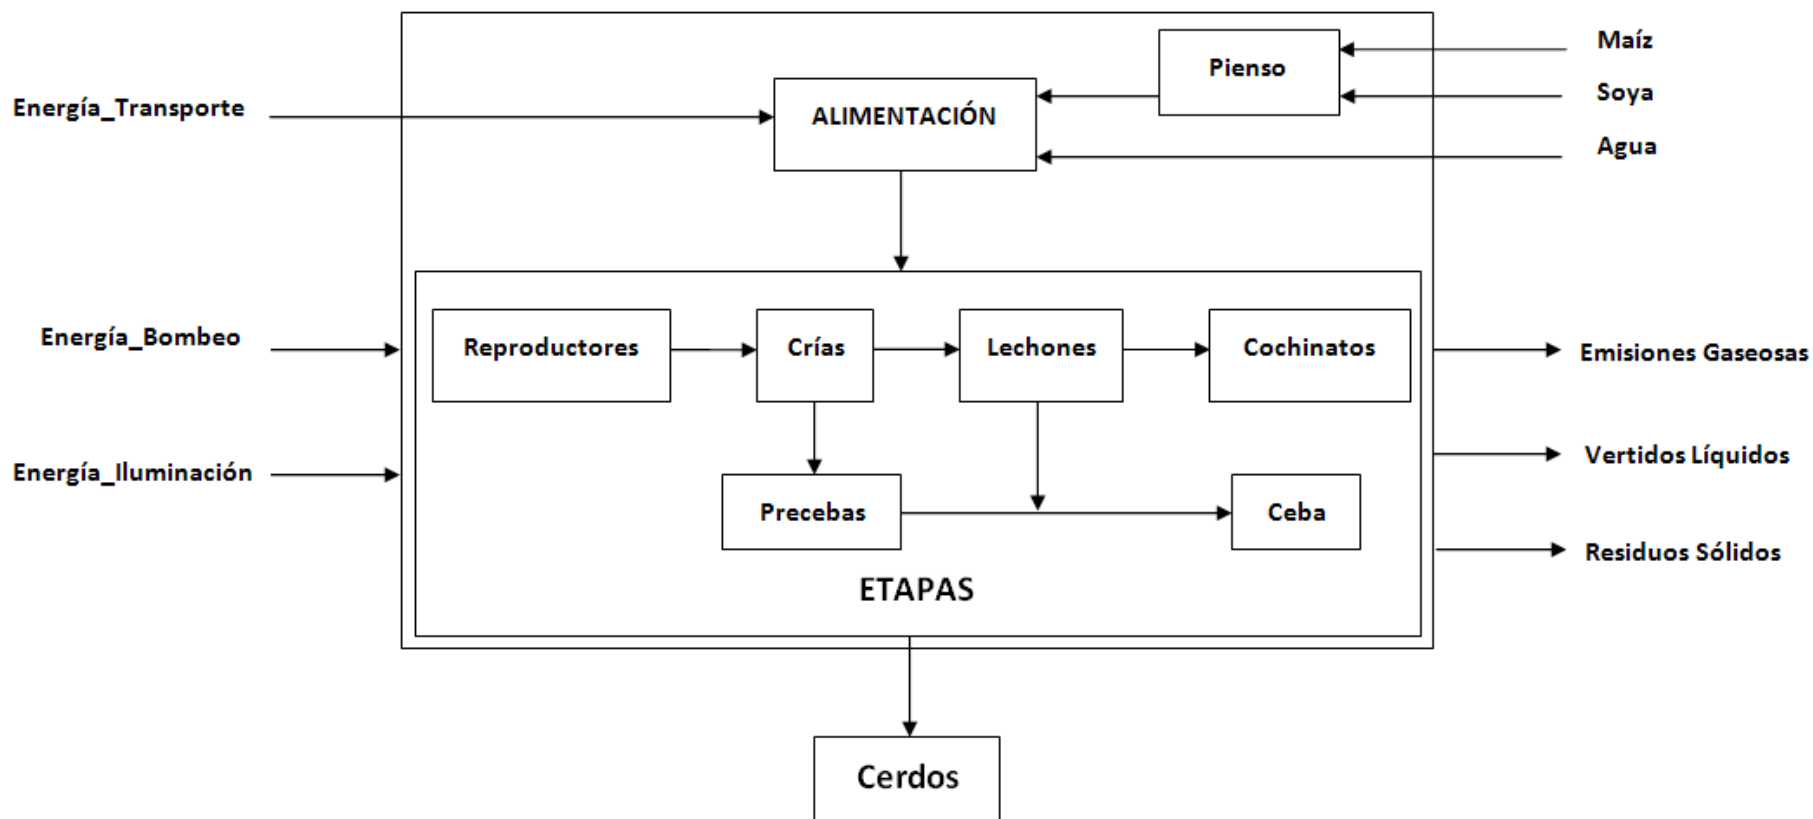 Maíz
Pienso
Soya
Energía_Transporte
ALIMENTACIÓN
Agua
Energía_Bombeo
Reproductores
Crías
Lechones
Cochinatos
Emisiones Gaseosas
Energía_Iluminación
Vertidos Líquidos
Precebas
Ceba
Residuos Sólidos
ETAPAS
Cerdos